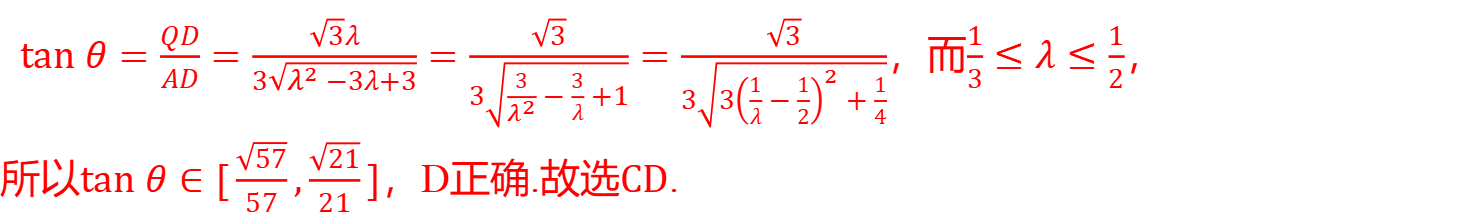 tan θ = QD/AD = √3λ/(3√(λ² −3λ+3)) = √3/(3√(3/λ² − 3/λ +1)) = √3/(3√(3(1/λ − 1/2)² + 1/4))，而1/3 ≤ λ ≤ 1/2，
所以tan θ ∈ [√57/57 , √21/21]，D正确.故选CD.